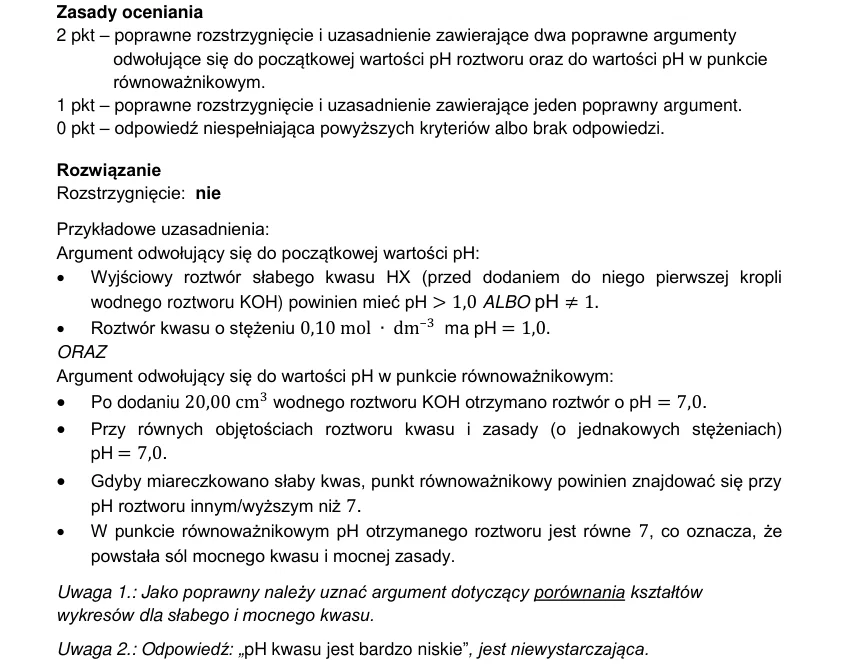 Zasady oceniania
2 pkt – poprawne rozstrzygnięcie i uzasadnienie zawierające dwa poprawne argumenty
odwołujące się do początkowej wartości pH roztworu oraz do wartości pH w punkcie
równoważnikowym.
1 pkt – poprawne rozstrzygnięcie i uzasadnienie zawierające jeden poprawny argument.
0 pkt – odpowiedź niespełniająca powyższych kryteriów albo brak odpowiedzi.
Rozwiązanie
Rozstrzygnięcie: nie
Przykładowe uzasadnienia:
Argument odwołujący się do początkowej wartości pH:
• Wyjściowy roztwór słabego kwasu HX (przed dodaniem do niego pierwszej kropli
wodnego roztworu KOH) powinien mieć pH > 1,0 ALBO pH ≠ 1.
• Roztwór kwasu o stężeniu 0,10 mol · dm⁻³ ma pH = 1,0.
ORAZ
Argument odwołujący się do wartości pH w punkcie równoważnikowym:
• Po dodaniu 20,00 cm³ wodnego roztworu KOH otrzymano roztwór o pH = 7,0.
• Przy równych objętościach roztworu kwasu i zasady (o jednakowych stężeniach)
pH = 7,0.
• Gdyby miareczkowano słaby kwas, punkt równoważnikowy powinien znajdować się przy
pH roztworu innym/wyższym niż 7.
• W punkcie równoważnikowym pH otrzymanego roztworu jest równe 7, co oznacza, że
powstała sól mocnego kwasu i mocnej zasady.
Uwaga 1.: Jako poprawny należy uznać argument dotyczący porównania kształtów
wykresów dla słabego i mocnego kwasu.
Uwaga 2.: Odpowiedź: „pH kwasu jest bardzo niskie”, jest niewystarczająca.